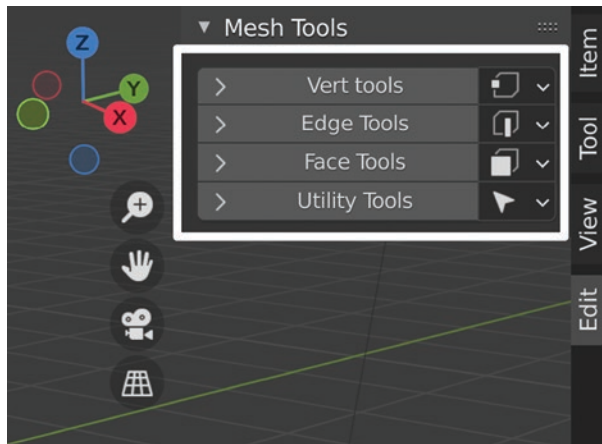 Mesh Tools
Vert tools
Edge Tools
Face Tools
Utility Tools
Item
Tool
View
Edit
Z
Y
X